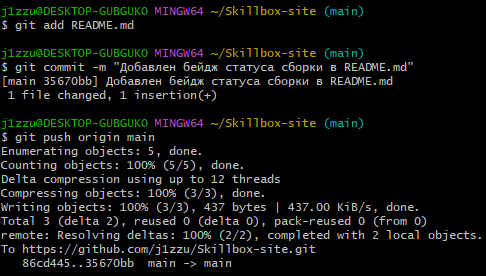 j1zzu@DESKTOP-GUBGUKO MINGW64 ~/Skillbox-site (main)
$ git add README.md
j1zzu@DESKTOP-GUBGUKO MINGW64 ~/Skillbox-site (main)
$ git commit -m "Добавлен бейдж статуса сборки в README.md"
[main 35670bb] Добавлен бейдж статуса сборки в README.md
 1 file changed, 1 insertion(+)
j1zzu@DESKTOP-GUBGUKO MINGW64 ~/Skillbox-site (main)
$ git push origin main
Enumerating objects: 5, done.
Counting objects: 100% (5/5), done.
Delta compression using up to 12 threads
Compressing objects: 100% (3/3), done.
Writing objects: 100% (3/3), 437 bytes | 437.00 KiB/s, done.
Total 3 (delta 2), reused 0 (delta 0), pack-reused 0 (from 0)
remote: Resolving deltas: 100% (2/2), completed with 2 local objects.
To https://github.com/j1zzu/Skillbox-site.git
   86cd445..35670bb  main -> main